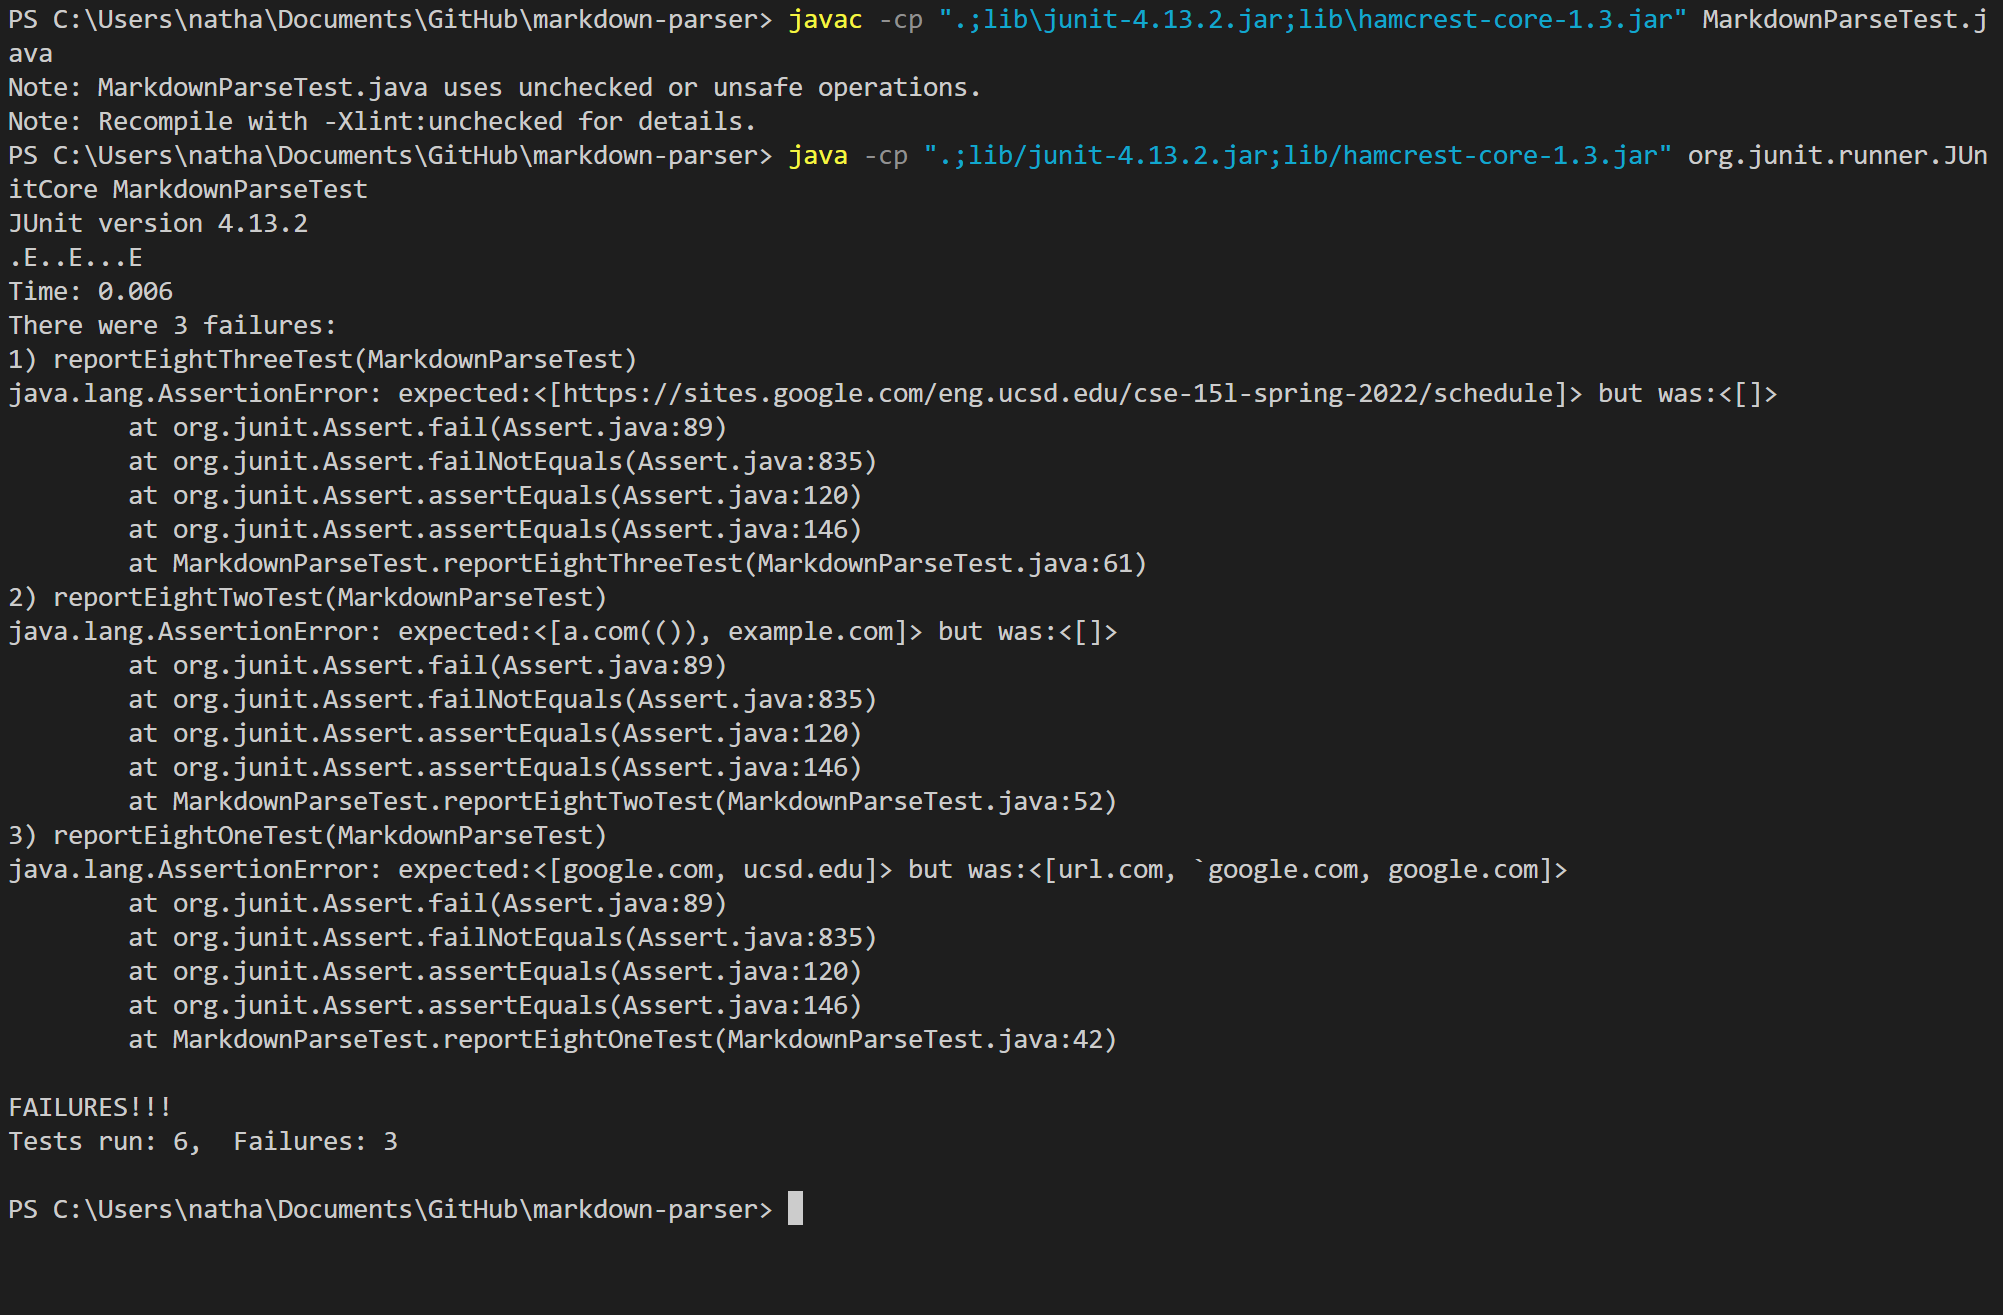 PS C:\Users\natha\Documents\GitHub\markdown-parser> javac -cp ".;lib\junit-4.13.2.jar;lib\hamcrest-core-1.3.jar" MarkdownParseTest.j
ava
Note: MarkdownParseTest.java uses unchecked or unsafe operations.
Note: Recompile with -Xlint:unchecked for details.
PS C:\Users\natha\Documents\GitHub\markdown-parser> java -cp ".;lib/junit-4.13.2.jar;lib/hamcrest-core-1.3.jar" org.junit.runner.JUn
itCore MarkdownParseTest
JUnit version 4.13.2
.E..E...E
Time: 0.006
There were 3 failures:
1) reportEightThreeTest(MarkdownParseTest)
java.lang.AssertionError: expected:<[https://sites.google.com/eng.ucsd.edu/cse-15l-spring-2022/schedule]> but was:<[]>
        at org.junit.Assert.fail(Assert.java:89)
        at org.junit.Assert.failNotEquals(Assert.java:835)
        at org.junit.Assert.assertEquals(Assert.java:120)
        at org.junit.Assert.assertEquals(Assert.java:146)
        at MarkdownParseTest.reportEightThreeTest(MarkdownParseTest.java:61)
2) reportEightTwoTest(MarkdownParseTest)
java.lang.AssertionError: expected:<[a.com(()), example.com]> but was:<[]>
        at org.junit.Assert.fail(Assert.java:89)
        at org.junit.Assert.failNotEquals(Assert.java:835)
        at org.junit.Assert.assertEquals(Assert.java:120)
        at org.junit.Assert.assertEquals(Assert.java:146)
        at MarkdownParseTest.reportEightTwoTest(MarkdownParseTest.java:52)
3) reportEightOneTest(MarkdownParseTest)
java.lang.AssertionError: expected:<[google.com, ucsd.edu]> but was:<[url.com, `google.com, google.com]>
        at org.junit.Assert.fail(Assert.java:89)
        at org.junit.Assert.failNotEquals(Assert.java:835)
        at org.junit.Assert.assertEquals(Assert.java:120)
        at org.junit.Assert.assertEquals(Assert.java:146)
        at MarkdownParseTest.reportEightOneTest(MarkdownParseTest.java:42)

FAILURES!!!
Tests run: 6,  Failures: 3

PS C:\Users\natha\Documents\GitHub\markdown-parser>